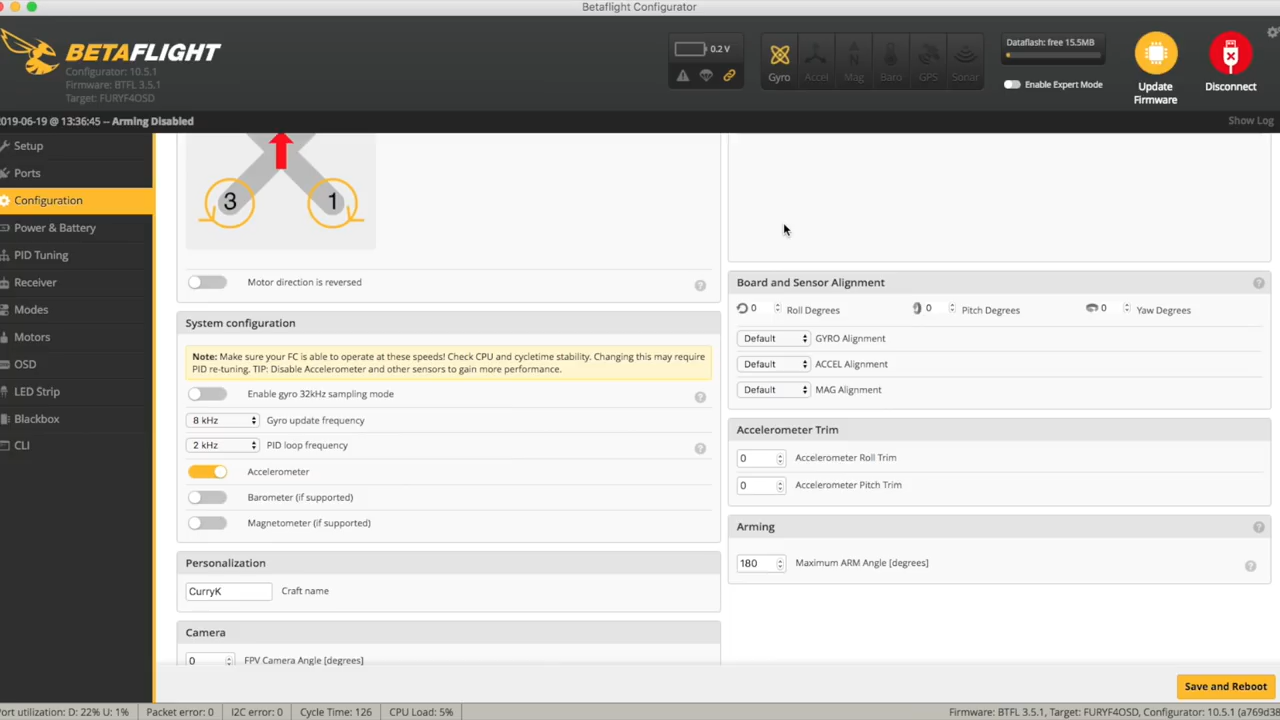 Betaflight Configurator
BETAFLIGHT
Configurator: 10.5.1
Firmware: BTFL 3.5.1
Target: FURYF4OSD
0.2 V
Gyro
Accel
Mag
Baro
GPS
Sonar
Dataflash: free 15.5MB
Enable Expert Mode
Update
Firmware
Disconnect
2019-06-19 @ 13:36:45 -- Arming Disabled
Show Log
Setup
Ports
Configuration
Power & Battery
PID Tuning
Receiver
Modes
Motors
OSD
LED Strip
Blackbox
CLI
3
1
Motor direction is reversed
System configuration
Note: Make sure your FC is able to operate at these speeds! Check CPU and cycletime stability. Changing this may require
PID re-tuning. TIP: Disable Accelerometer and other sensors to gain more performance.
Enable gyro 32kHz sampling mode
8 kHz Gyro update frequency
2 kHz PID loop frequency
Accelerometer
Barometer (if supported)
Magnetometer (if supported)
Personalization
CurryK Craft name
Camera
0 FPV Camera Angle [degrees]
Board and Sensor Alignment
0 Roll Degrees 0 Pitch Degrees 0 Yaw Degrees
Default GYRO Alignment
Default ACCEL Alignment
Default MAG Alignment
Accelerometer Trim
0 Accelerometer Roll Trim
0 Accelerometer Pitch Trim
Arming
180 Maximum ARM Angle [degrees]
Save and Reboot
Port utilization: D: 22% U: 1% Packet error: 0 I2C error: 0 Cycle Time: 126 CPU Load: 5% Firmware: BTFL 3.5.1, Target: FURYF4OSD, Configurator: 10.5.1 (a769d38